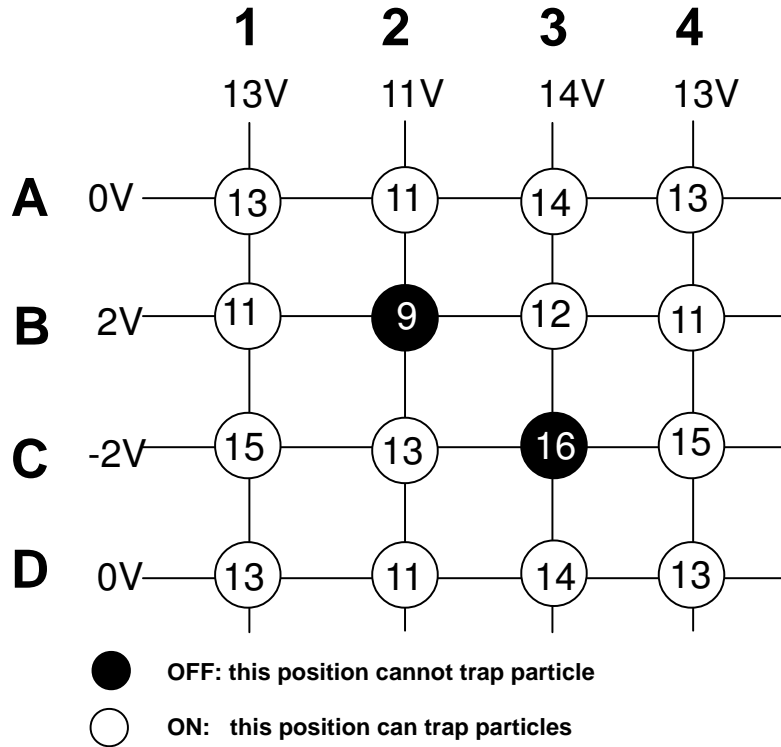 1 2 3 4
13V 11V 14V 13V
A 0V 13 11 14 13
B 2V 11 9 12 11
C -2V 15 13 16 15
D 0V 13 11 14 13
OFF: this position cannot trap particle
ON: this position can trap particles